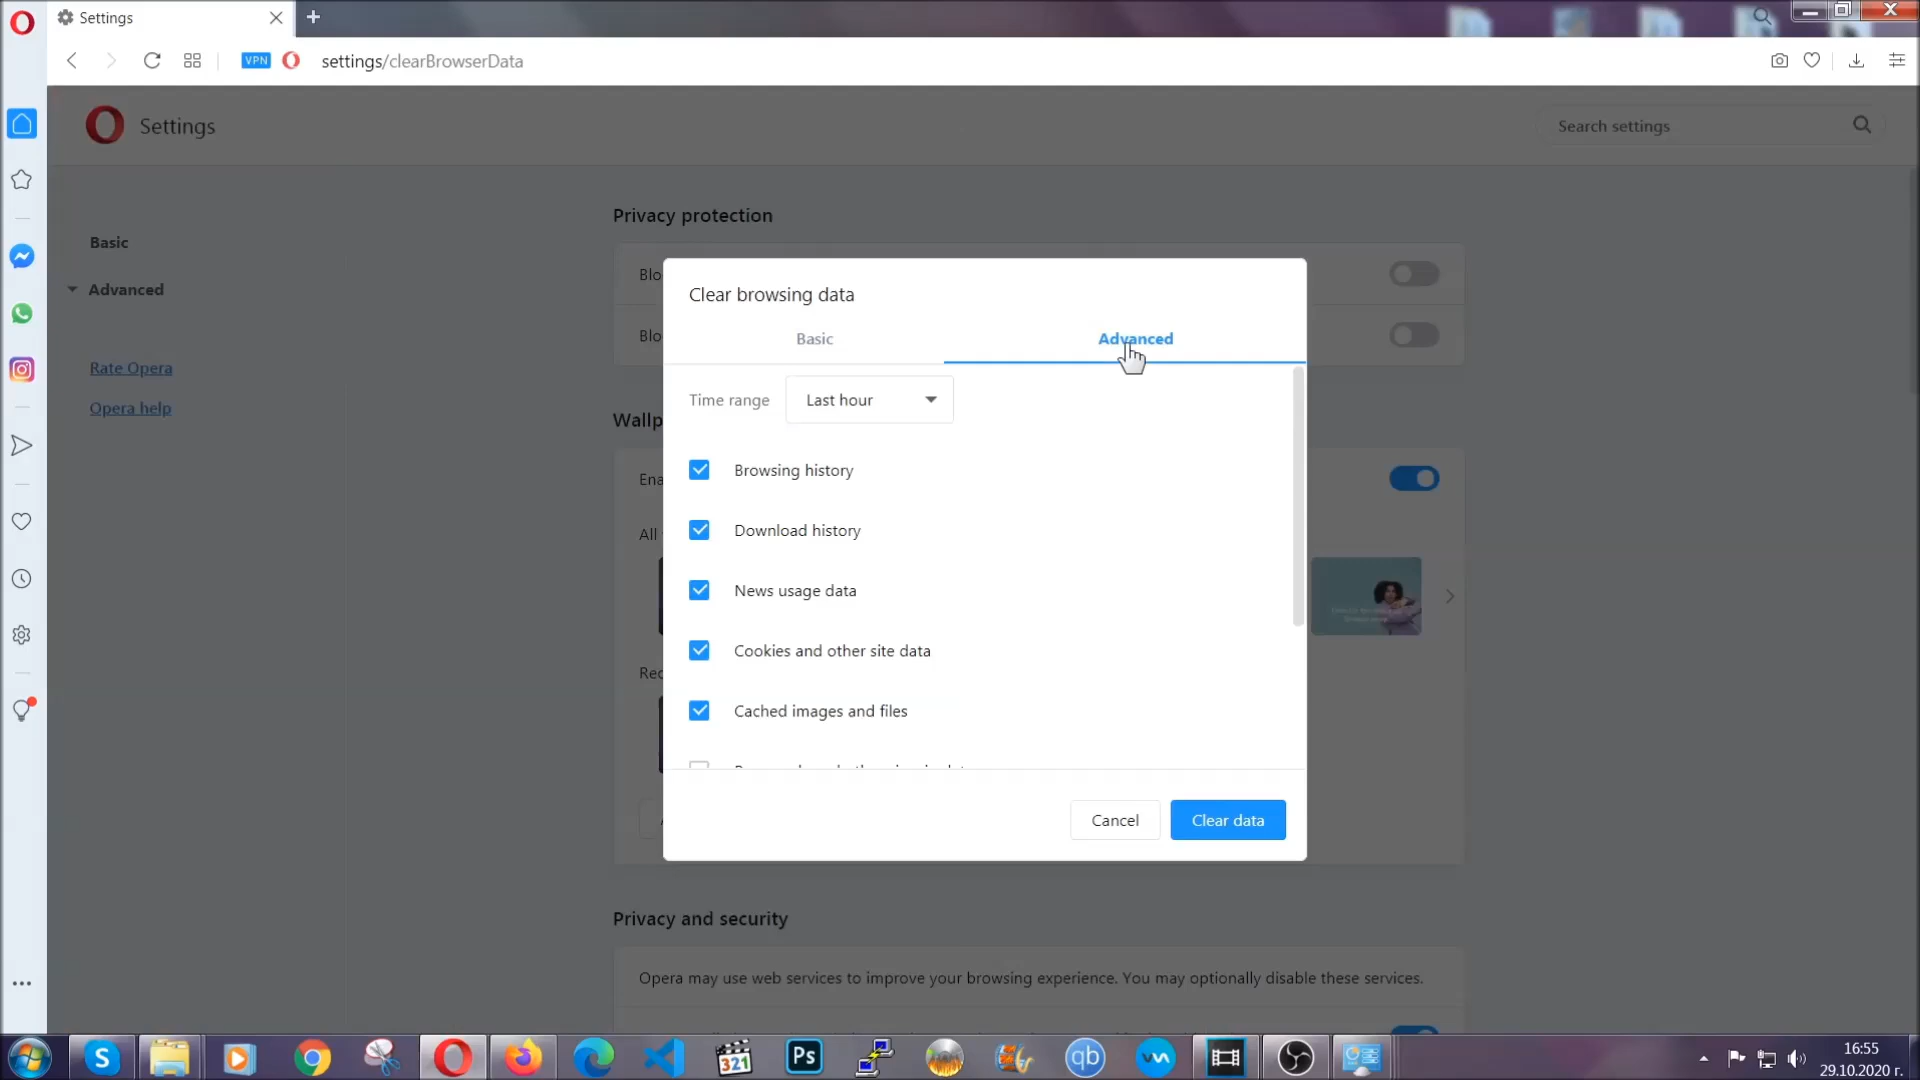 Settings
VPN
settings/clearBrowserData
Settings
Search settings
Basic
Advanced
Rate Opera
Opera help
Privacy protection
Blo
Blo
Wallp
Ena
All
Rec
Clear browsing data
Basic
Advanced
Time range
Last hour
Browsing history
Download history
News usage data
Cookies and other site data
Cached images and files
Cancel
Clear data
Privacy and security
Opera may use web services to improve your browsing experience. You may optionally disable these services.
S
321
Ps
qb
16:55
29.10.2020 г.